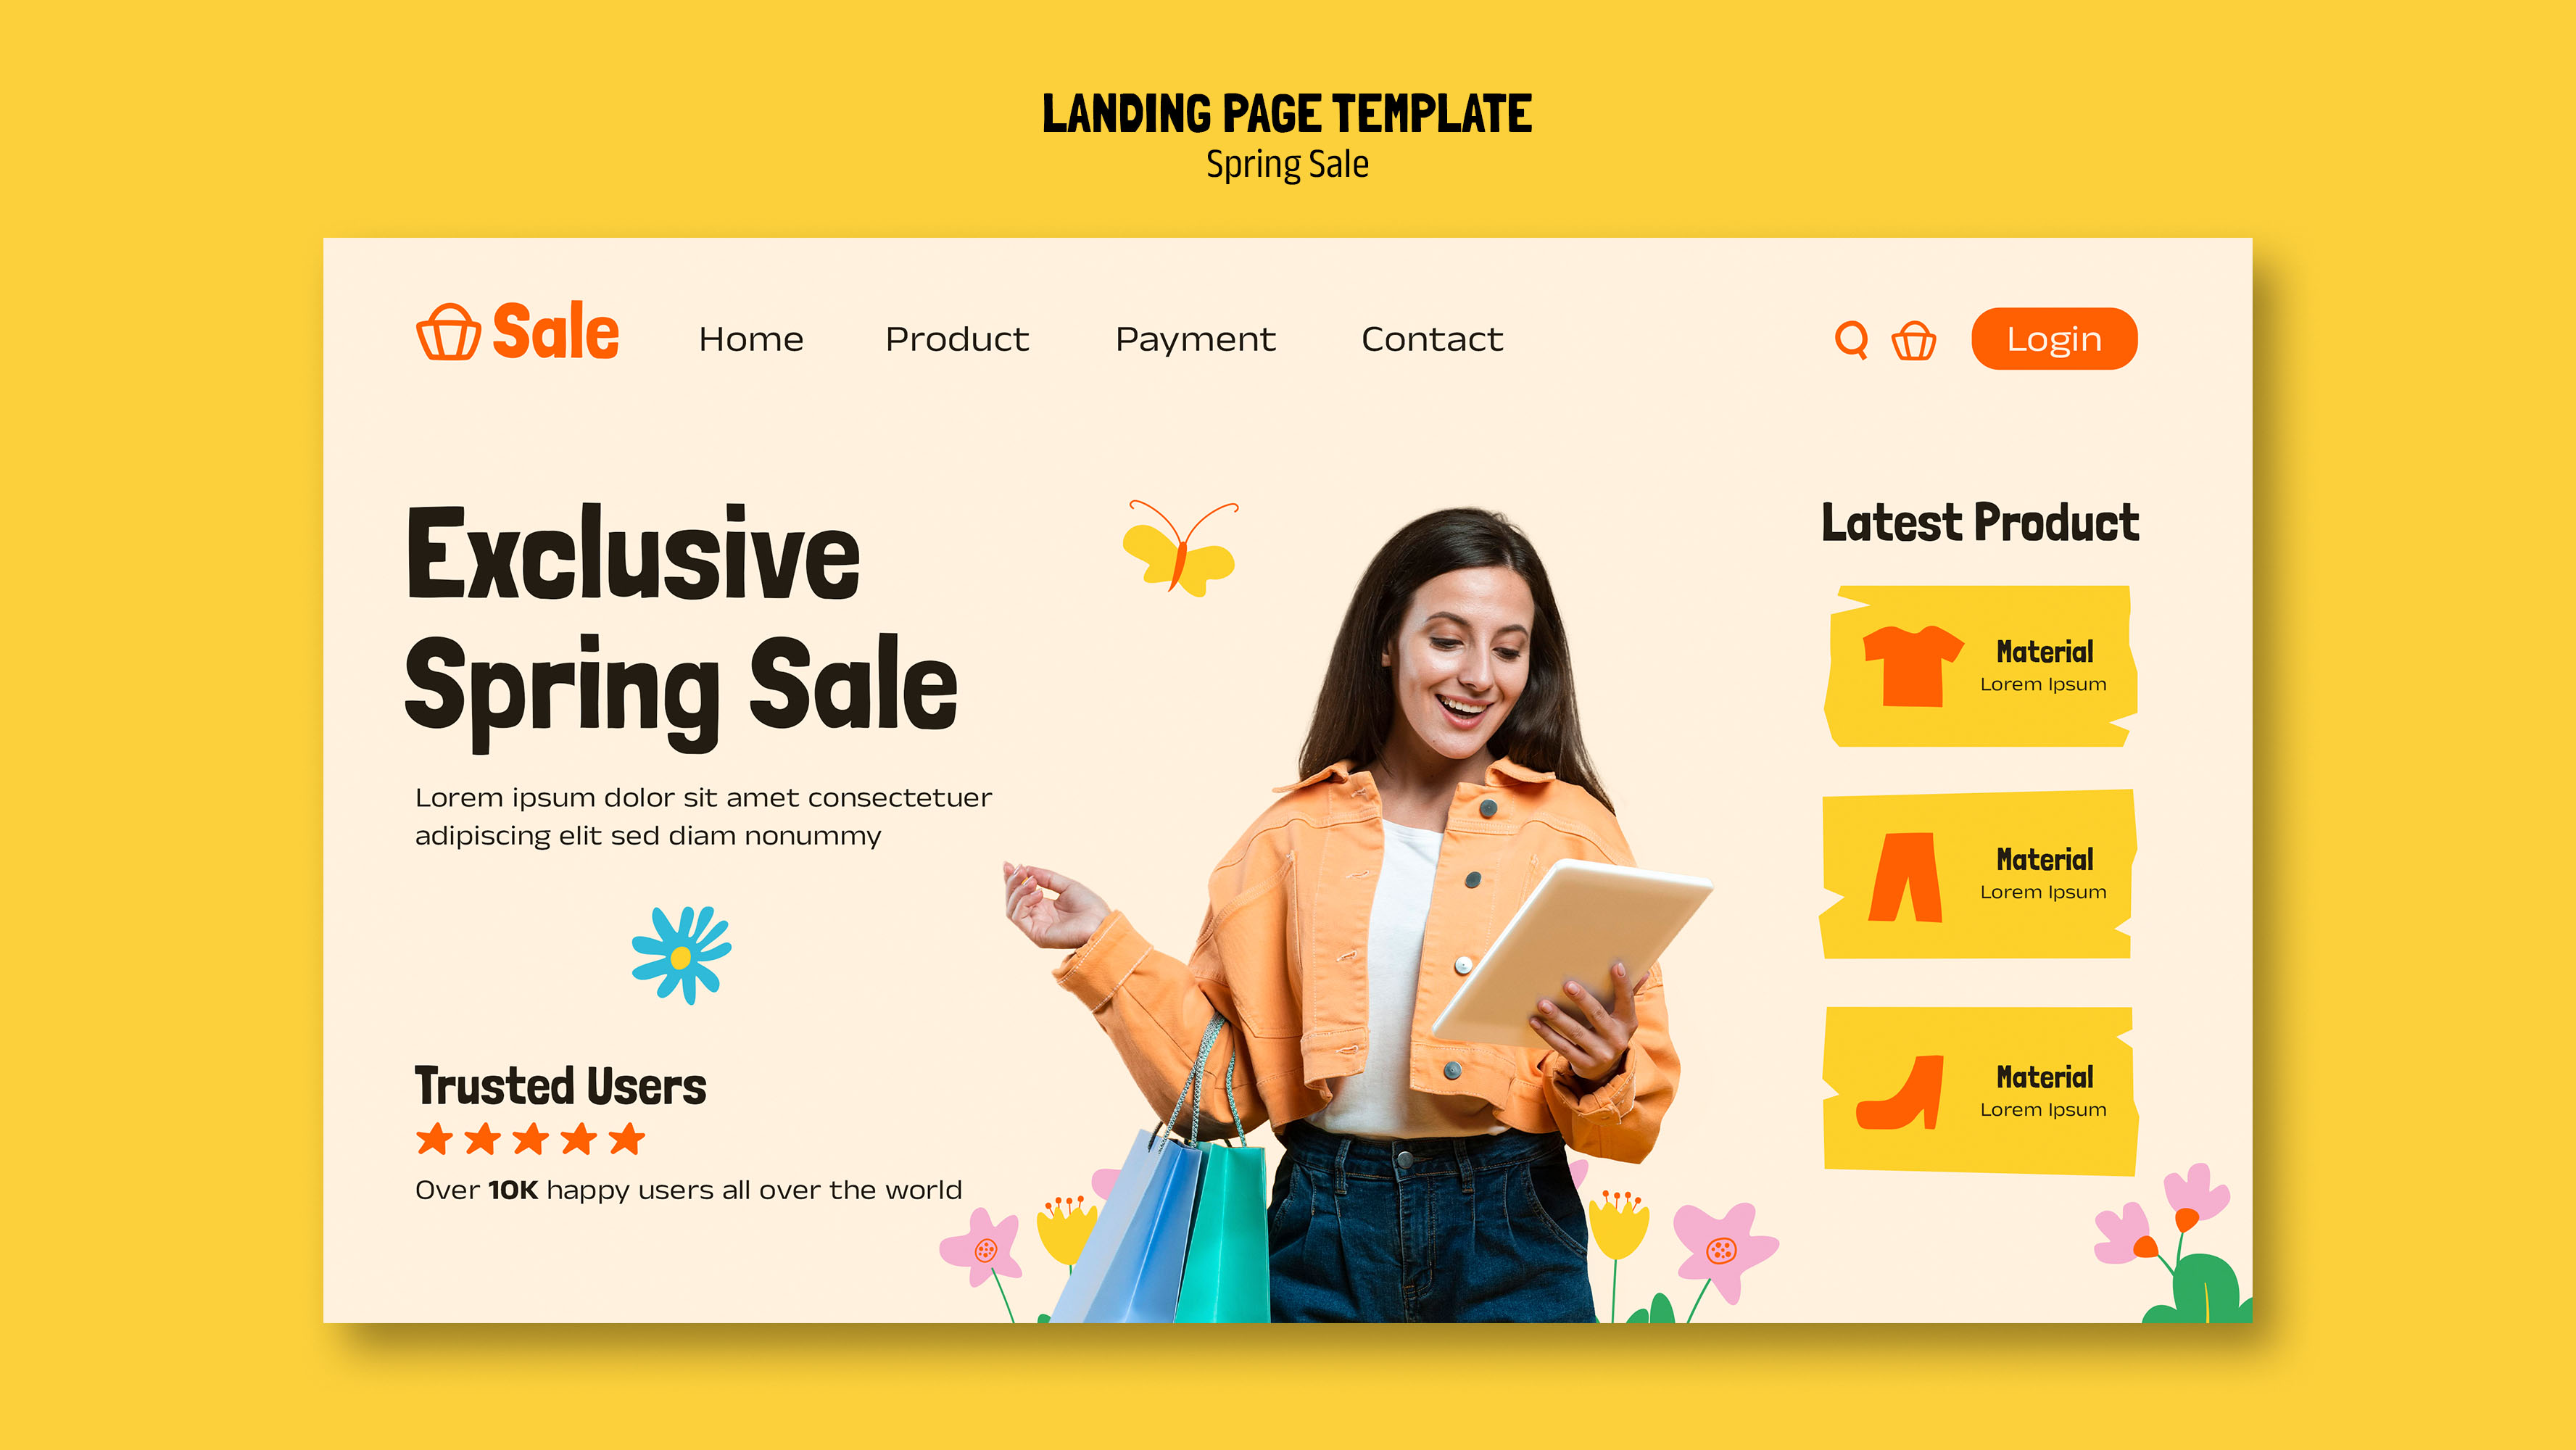 LANDING PAGE TEMPLATE
Spring Sale
Sale
Home
Product
Payment
Contact
Login
Exclusive
Spring Sale
Lorem ipsum dolor sit amet consectetuer
adipiscing elit sed diam nonummy
Trusted Users
Over 10K happy users all over the world
Latest Product
Material
Lorem Ipsum
Material
Lorem Ipsum
Material
Lorem Ipsum